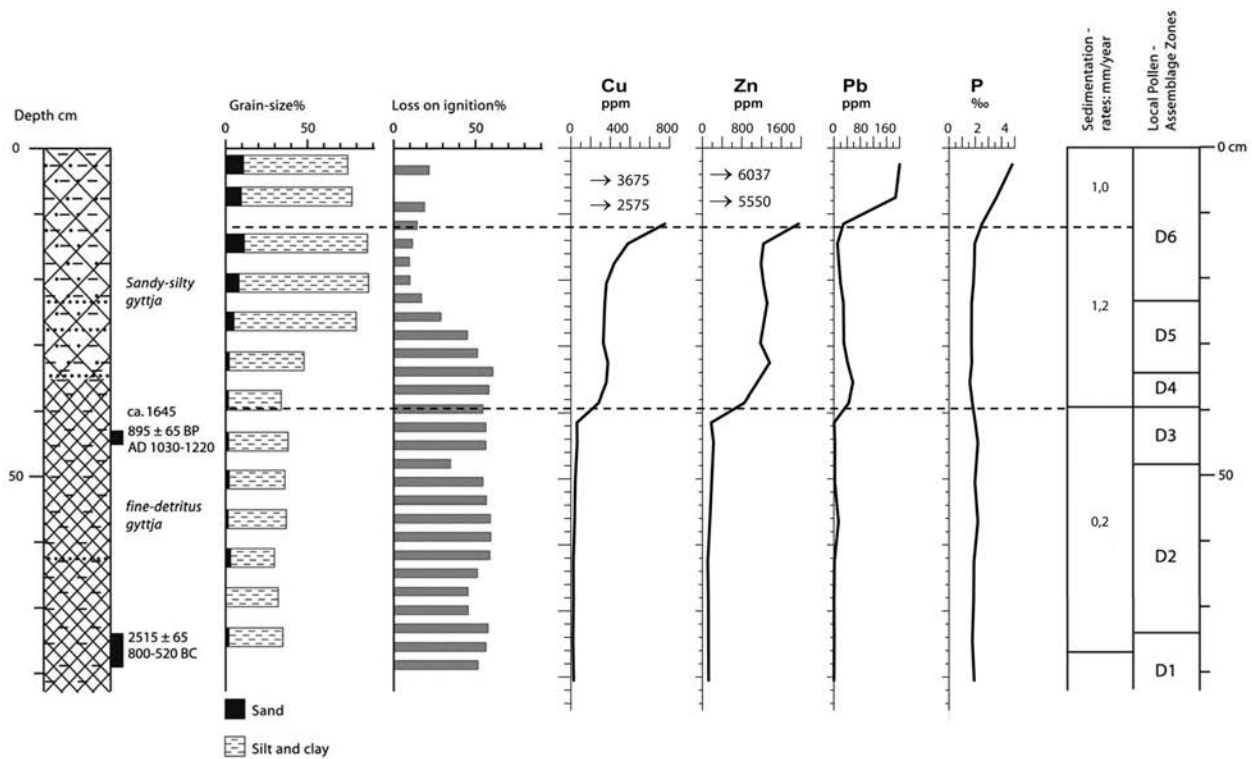 Depth cm
0
50
Sandy-silty
gyttja
ca. 1645
895 ± 65 BP
AD 1030-1220
fine-detritus
gyttja
2515 ± 65
800-520 BC
Grain-size%
0 50
Sand
Silt and clay
Loss on ignition%
0 50
Cu
ppm
0 400 800
→ 3675
→ 2575
Zn
ppm
0 800 1600
→ 6037
→ 5550
Pb
ppm
0 80 160
P
‰
0 2 4
Sedimentation -
rates: mm/year
1,0
1,2
0,2
Local Pollen -
Assemblage Zones
D6
D5
D4
D3
D2
D1
0 cm
50